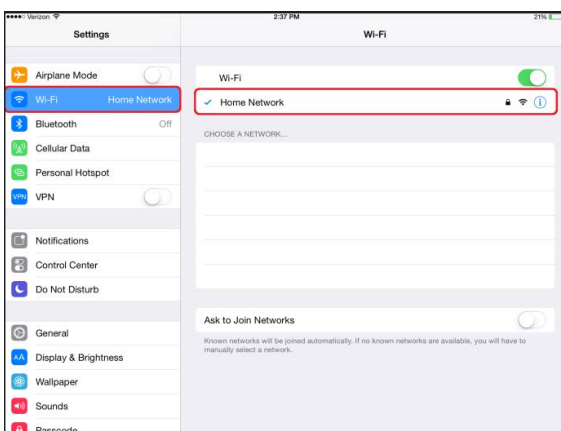 Verizon 2:37 PM 21%
Settings
Wi-Fi
Airplane Mode
Wi-Fi Home Network
Bluetooth Off
Cellular Data
Personal Hotspot
VPN VPN
Notifications
Control Center
Do Not Disturb
General
AA Display & Brightness
Wallpaper
Sounds
Passcode
Wi-Fi
Home Network
CHOOSE A NETWORK...
Ask to Join Networks
Known networks will be joined automatically. If no known networks are available, you will have to
manually select a network.